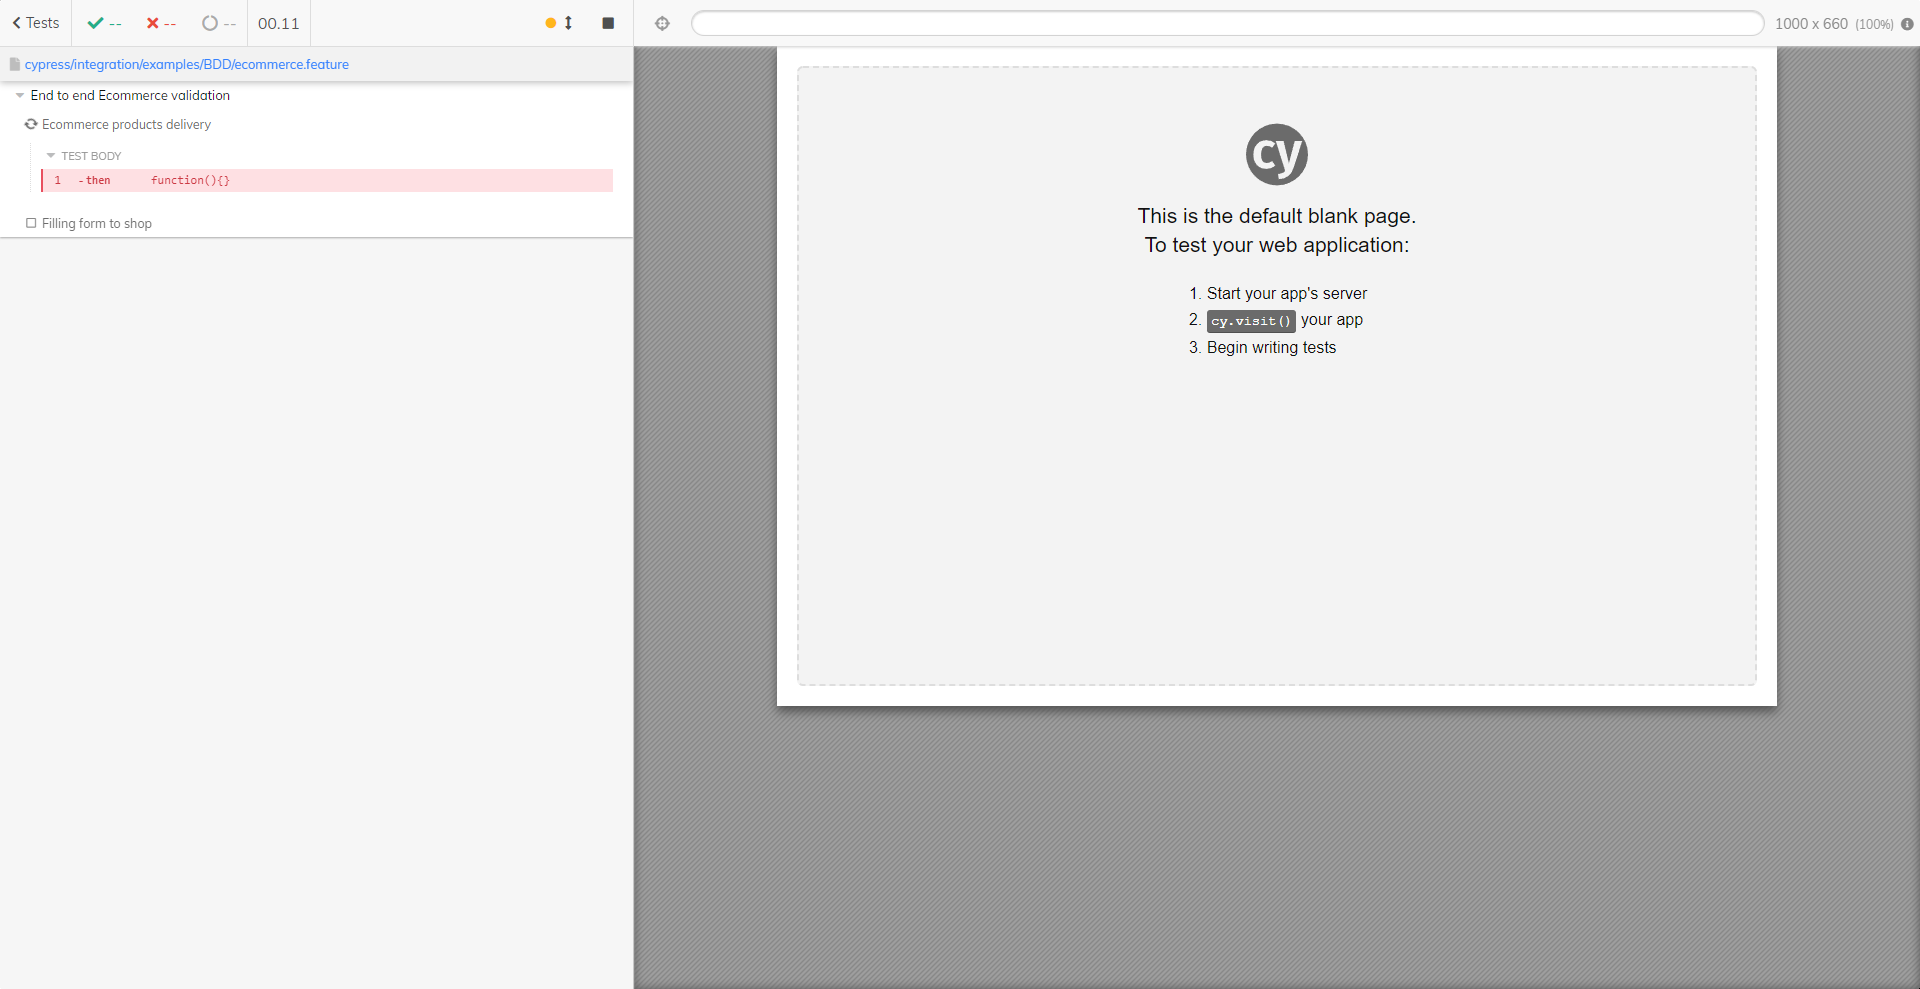 Tests -- -- -- 00.11 1000 x 660 (100%)
cypress/integration/examples/BDD/ecommerce.feature
End to end Ecommerce validation
Ecommerce products delivery
TEST BODY
1 -then function(){}
Filling form to shop
cy
This is the default blank page.
To test your web application:
1. Start your app's server
2. cy.visit() your app
3. Begin writing tests